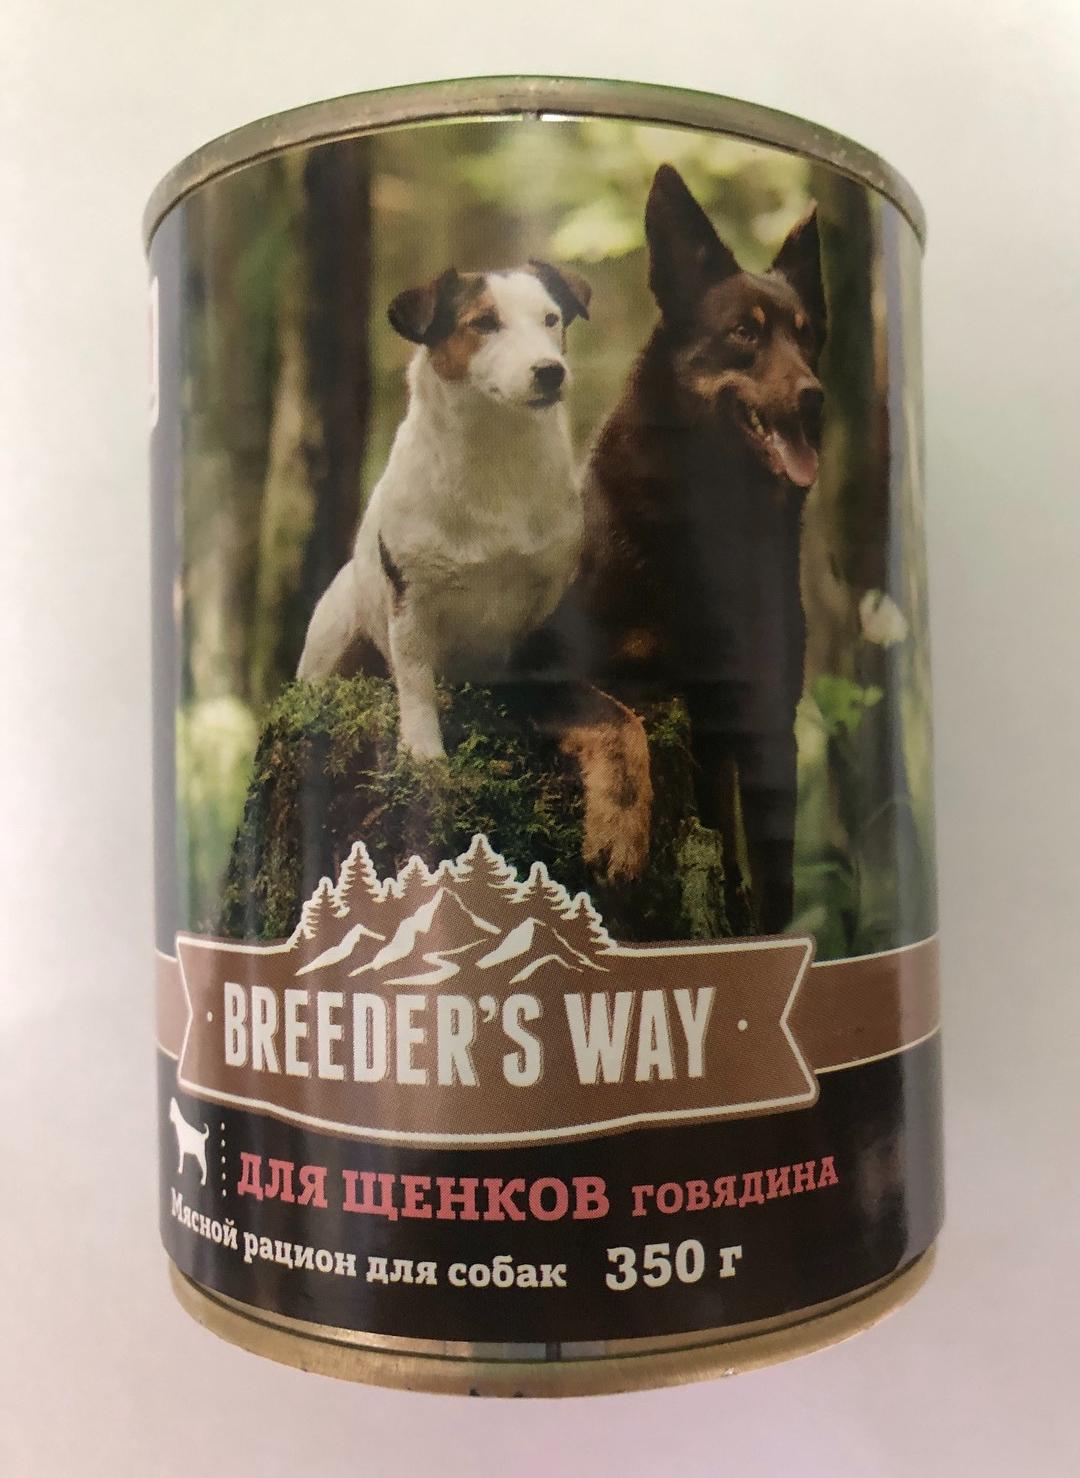 BREEDER'S WAY
ДЛЯ ЩЕНКОВ ГОВЯДИНА
Мясной рацион для собак 350 г